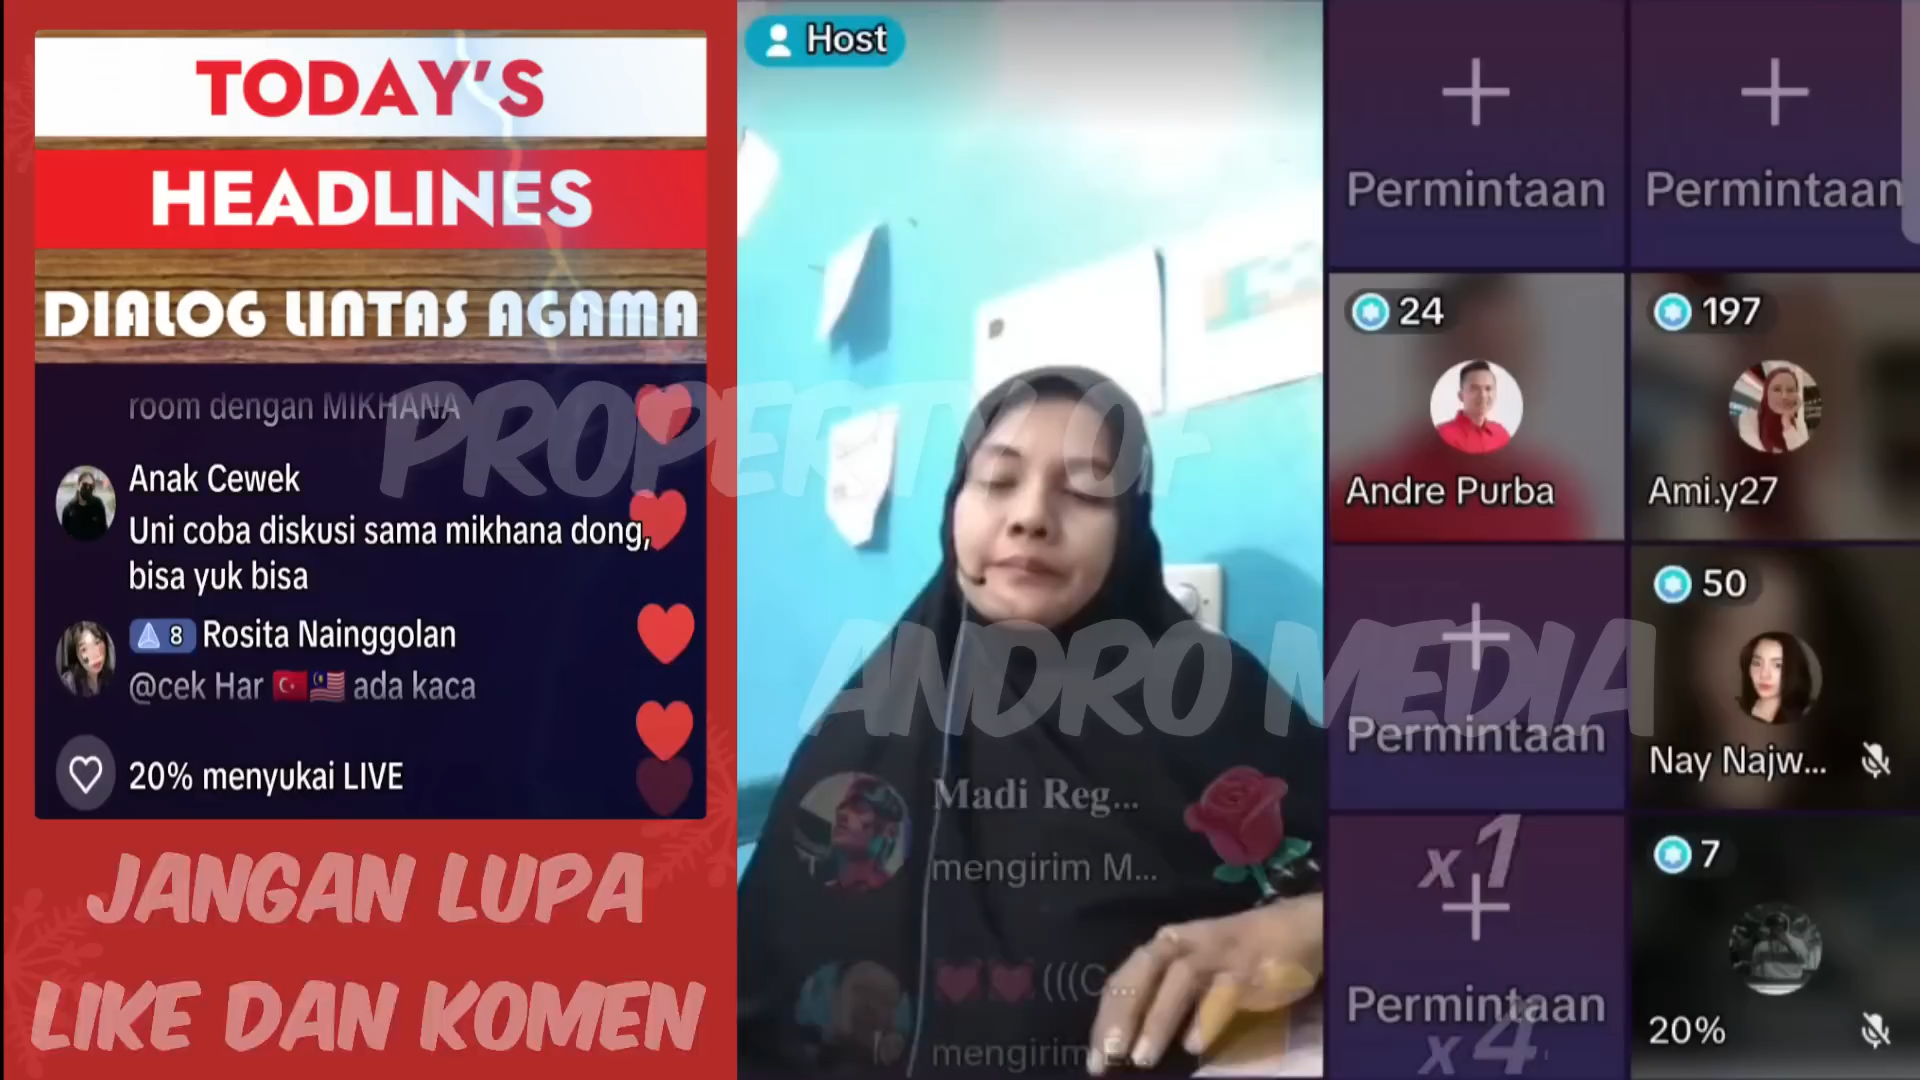 TODAY'S
HEADLINES
DIALOG LINTAS AGAMA
room dengan MIKHANA
Anak Cewek
Uni coba diskusi sama mikhana dong,
bisa yuk bisa
8 Rosita Nainggolan
@cek Har 🇹🇷🇲🇾 ada kaca
20% menyukai LIVE
JANGAN LUPA
LIKE DAN KOMEN
Host
PROPERTY OF
ANDRO MEDIA
Madi Reg...
mengirim M...
(((C...
mengirim E...
Permintaan
Permintaan
24
Andre Purba
197
Ami.y27
Permintaan
50
Nay Najw...
x1
Permintaan
x4
7
20%